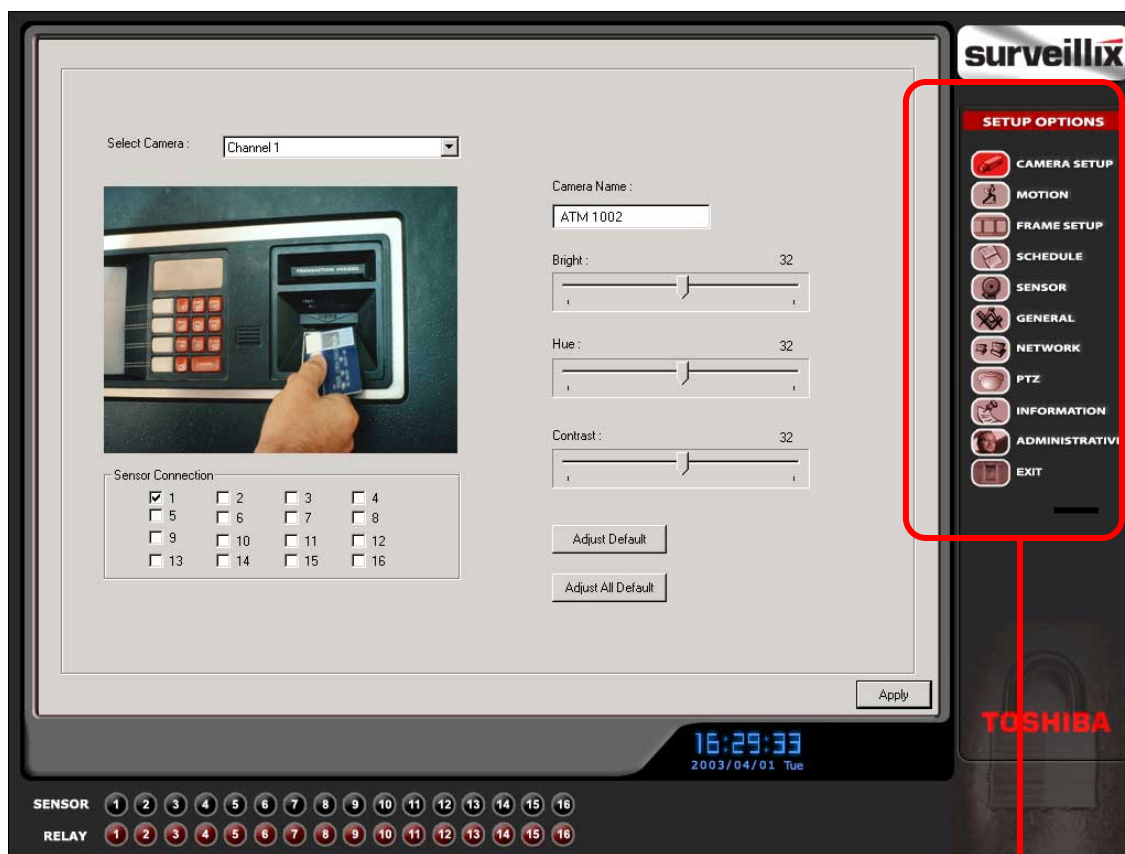 surveillix
SETUP OPTIONS
CAMERA SETUP
MOTION
FRAME SETUP
SCHEDULE
SENSOR
GENERAL
NETWORK
PTZ
INFORMATION
ADMINISTRATIV
EXIT
TOSHIBA
Select Camera :
Channel 1
TRANSACTION RECORD
Camera Name :
ATM 1002
Bright : 32
Hue : 32
Contrast : 32
Sensor Connection
1 2 3 4
5 6 7 8
9 10 11 12
13 14 15 16
Adjust Default
Adjust All Default
Apply
16:29:33
2003/04/01 Tue
SENSOR 1 2 3 4 5 6 7 8 9 10 11 12 13 14 15 16
RELAY 1 2 3 4 5 6 7 8 9 10 11 12 13 14 15 16